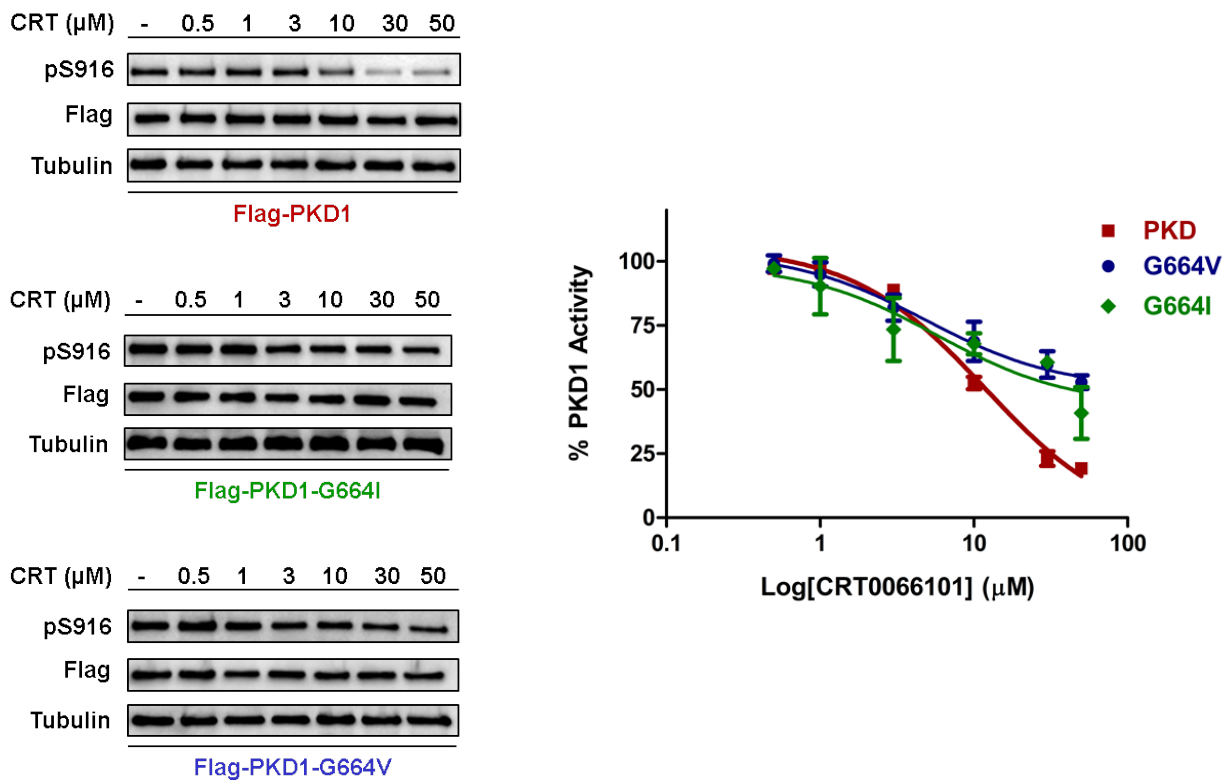 CRT (µM) - 0.5 1 3 10 30 50
pS916
Flag
Tubulin
Flag-PKD1
CRT (µM) - 0.5 1 3 10 30 50
pS916
Flag
Tubulin
Flag-PKD1-G664I
CRT (µM) - 0.5 1 3 10 30 50
pS916
Flag
Tubulin
Flag-PKD1-G664V
% PKD1 Activity
100
75
50
25
0
0.1 1 10 100
Log[CRT0066101] (µM)
PKD
G664V
G664I